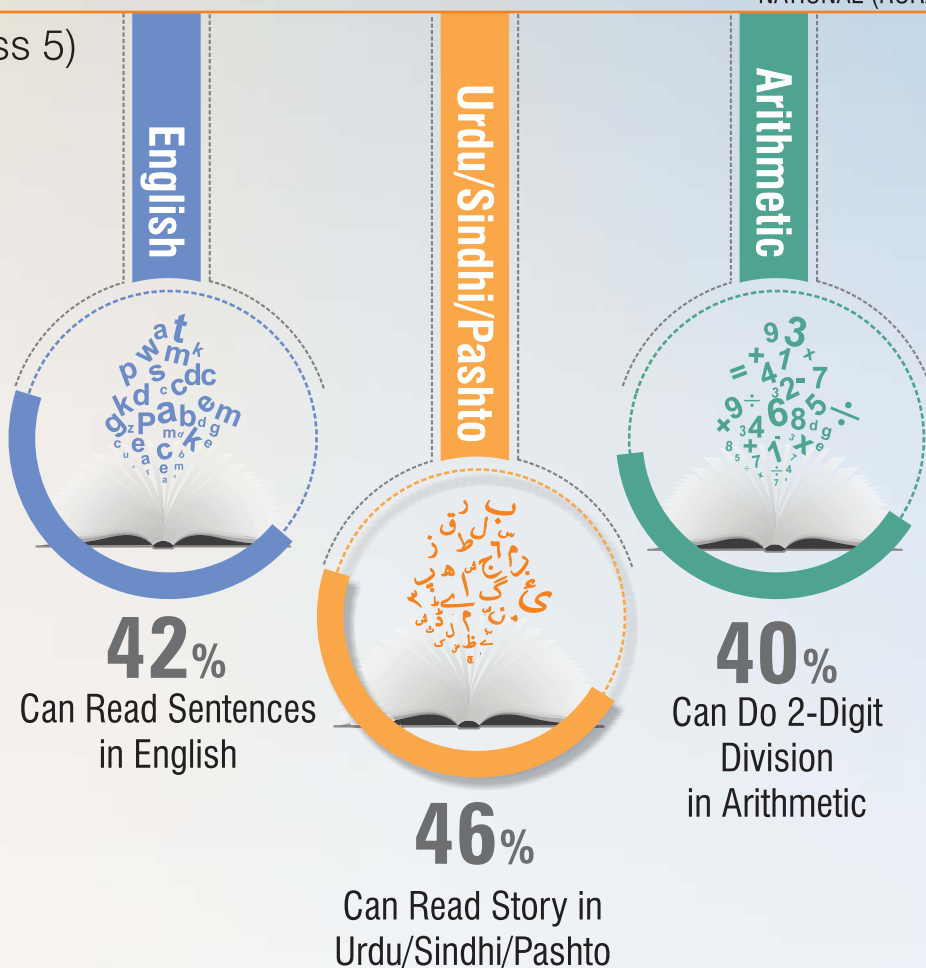 ss 5)
English
Urdu/Sindhi/Pashto
Arithmetic
42%
Can Read Sentences
in English
46%
Can Read Story in
Urdu/Sindhi/Pashto
40%
Can Do 2-Digit
Division
in Arithmetic